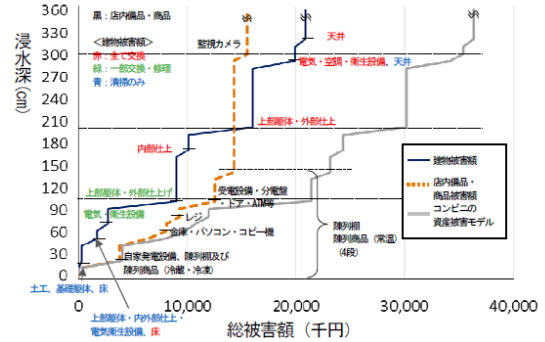 黒：店内備品・商品
<建物被害額>
赤：全て交換
緑：一部交換・修理
青：清掃のみ
浸水深(cm)
360
330
300
270
240
210
180
150
120
90
60
30
0
監視カメラ
天井
電気・空調・衛生設備、天井
上部躯体・外部仕上
内部仕上
上部躯体・外部仕上げ
電気・衛生設備
受電設備・分電盤
ドア・ATM等
レジ
金庫・パソコン・コピー機
自家発電設備、陳列棚及び
陳列商品（冷蔵・冷凍）
陳列棚
陳列商品（常温）
（4段）
建物被害額
店内備品・
商品被害額
コンビニの
資産被害モデル
0
10,000
20,000
30,000
40,000
土工、基礎躯体、床
上部躯体・内外部仕上・
電気衛生設備、床
総被害額（千円）